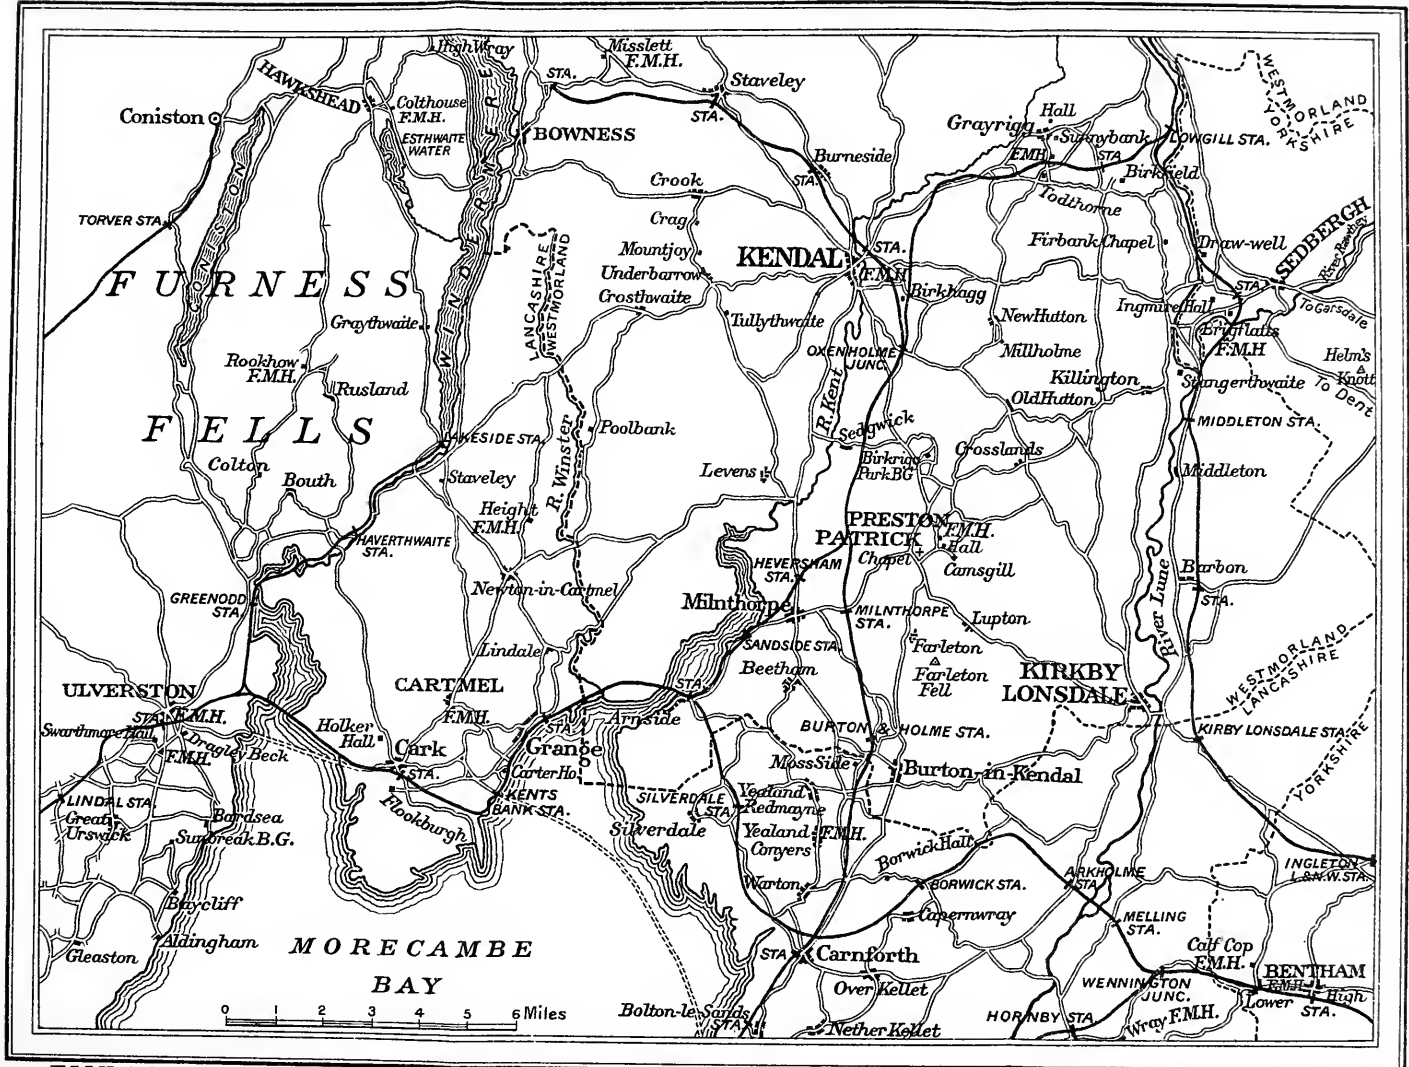 High Wray
Misslett
F.M.H.
STA.
Staveley
STA.
HAWKSHEAD
Colthouse
F.M.H.
ESTHWAITE
WATER
Coniston
BOWNESS
WINDERMERE
CONISTON
TORVER STA.
Hall
Grayrigg
Sunnybank
F.M.H.
STA
LOWGILL STA.
Birkfield
Todthorne
WESTMORLAND
YORKSHIRE
Burneside
STA.
Crook
Crag
Mountjoy
Underbarrow
Crosthwaite
Tullythwaite
KENDAL
STA.
F.M.H
Birkhagg
Firbank Chapel
Draw-well
SEDBERGH
River Rawthey
STA.
To Garsdale
Ingmire Hall
Brigflatts
F.M.H
Helm's
Knott
To Dent
New Hutton
Millholme
OXENHOLME
JUNC.
R. Kent
Killington
Old Hutton
Stangerthwaite
MIDDLETON STA.
Middleton
FURNESS
FELLS
LANCASHIRE
WESTMORLAND
Graythwaite
Rookhow
F.M.H.
Rusland
LAKESIDE STA.
Colton
Bouth
Staveley
Height
F.M.H.
R. Winster
Poolbank
Levens
Sedgwick
Birkrigg
Park B G
Crosslands
PRESTON
PATRICK
F.M.H.
Hall
Chapel
Camsgill
HAVERTHWAITE
STA.
HEVERSHAM
STA.
Newton-in-Cartmel
GREENODD
STA.
Milnthorpe
MILNTHORPE
STA.
Lupton
Barbon
STA.
River Lune
SANDSIDE STA.
Farleton
Farleton
Fell
Lindale
Beetham
KIRKBY
LONSDALE
WESTMORLAND
LANCASHIRE
ULVERSTON
STA.
F.M.H.
CARTMEL
F.M.H.
STA.
Arnside
STA.
Swarthmore Hall
F.M.H.
Dragley Beck
Holker
Hall
Cark
STA.
Grange
BURTON & HOLME STA.
KIRBY LONSDALE STA.
YORKSHIRE
Moss Side
Burton-in-Kendal
Carter Ho.
KENTS
BANK STA.
Flookburgh
LINDAL STA.
Great
Urswick
Bardsea
Sunbreak B.G.
SILVERDALE
STA.
Silverdale
Yealand
Redmayne
Yealand
Conyers
F.M.H.
Borwick Hall
ARKHOLME
STA.
INGLETON
L.&N.W. STA.
Warton
BORWICK STA.
Capernwray
MELLING
STA.
Baycliff
Aldingham
Gleaston
MORECAMBE
BAY
STA
Carnforth
Calf Cop
F.M.H.
BENTHAM
F.M.H
Lower
High
STA.
WENNINGTON
JUNC.
Over Kellet
0 1 2 3 4 5 6 Miles
Bolton-le-Sands
STA.
Nether Kellet
HORNBY STA.
Wray F.M.H.